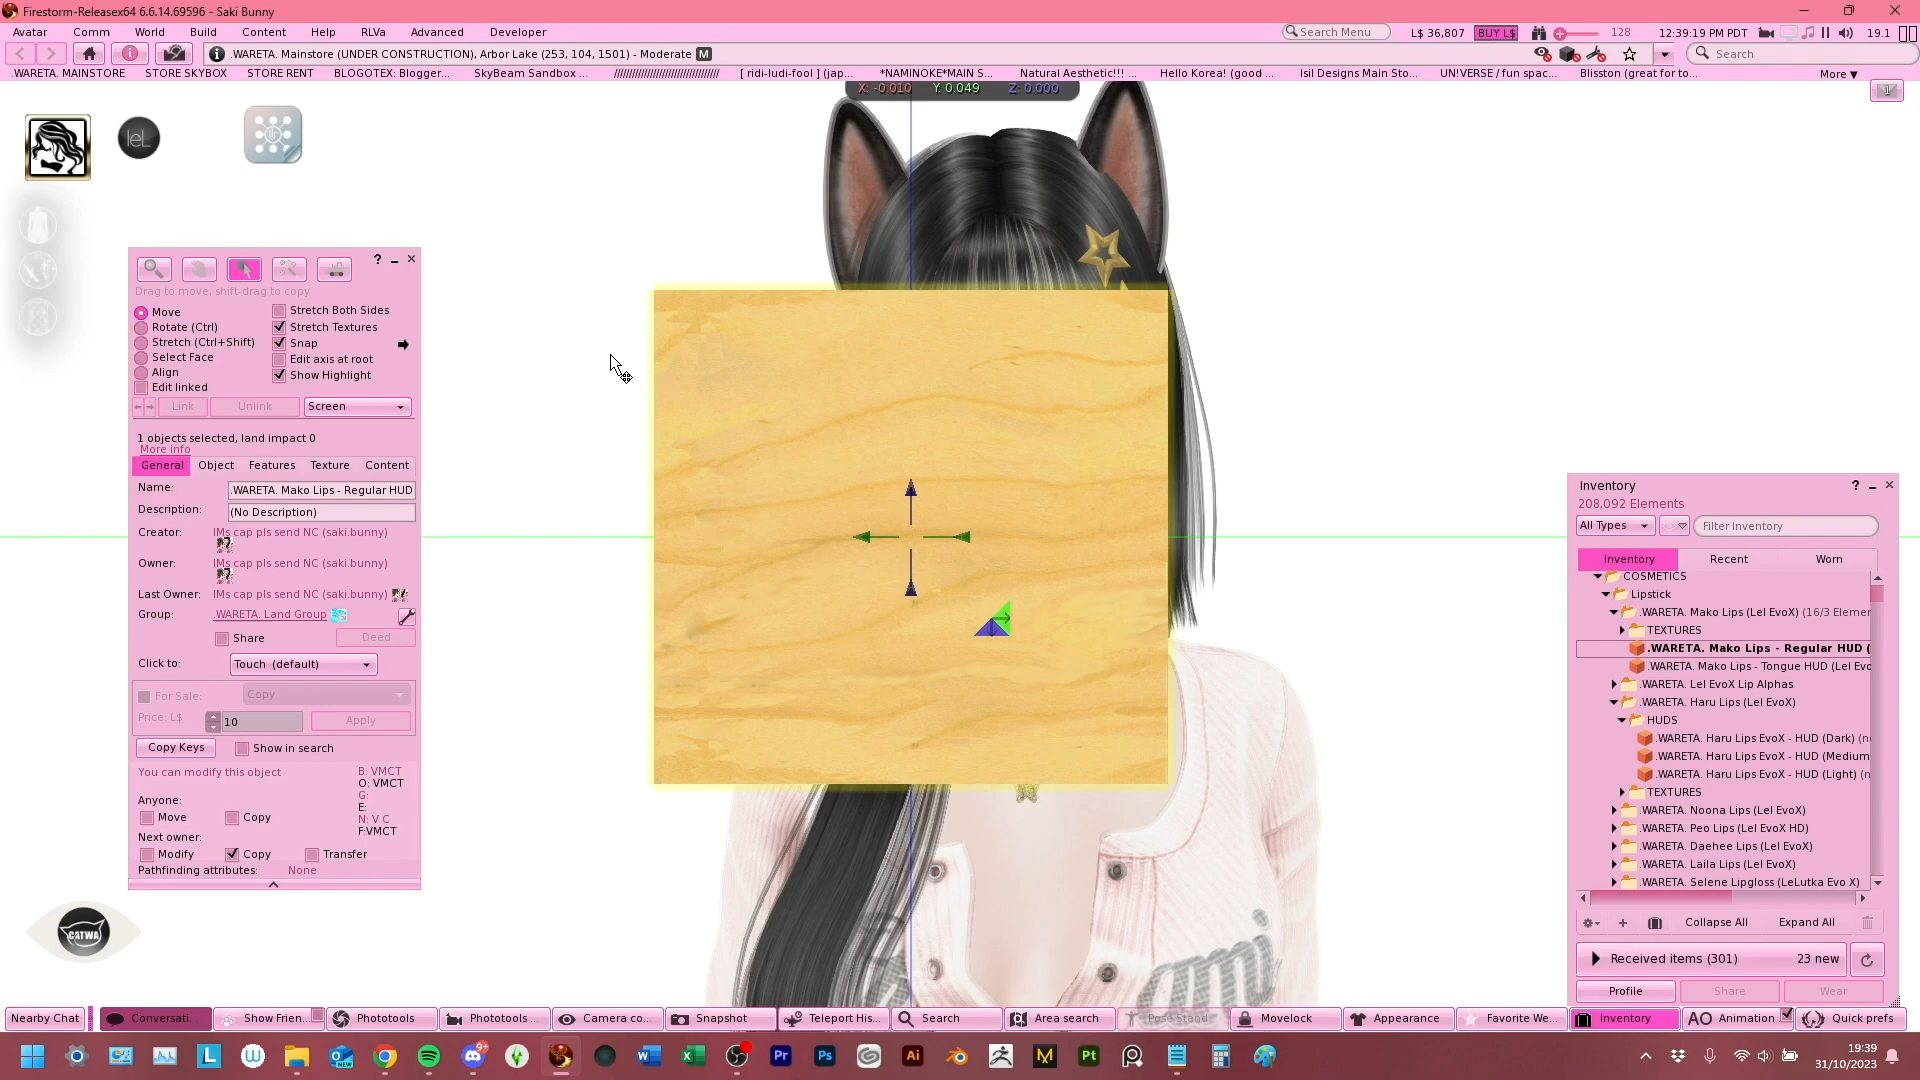 Firestorm-Releasex64 6.6.14.69596 - Saki Bunny
Avatar Comm World Build Content Help RLVa Advanced Developer
Search Menu L$ 36,807 BUY L$ 128 12:39:19 PM PDT 19.1
.WARETA. Mainstore (UNDER CONSTRUCTION), Arbor Lake (253, 104, 1501) - Moderate M
Search
.WARETA. MAINSTORE STORE SKYBOX STORE RENT BLOGOTEX: Blogger... SkyBeam Sandbox ... [ ridi-ludi-fool ] (jap... *NAMINOKE*MAIN S... Natural Aesthetic!!! ... Hello Korea! (good ... Isil Designs Main Sto... UN!VERSE / fun spac... Blisston (great for to... More ▼
X: -0.010 Y: 0.049 Z: 0.000
1
leL
Drag to move, shift-drag to copy
Move
Rotate (Ctrl)
Stretch (Ctrl+Shift)
Select Face
Align
Edit linked
Stretch Both Sides
Stretch Textures
Snap
Edit axis at root
Show Highlight
Link Unlink Screen
1 objects selected, land impact 0
More info
General Object Features Texture Content
Name: .WARETA. Mako Lips - Regular HUD
Description: (No Description)
Creator: IMs cap pls send NC (saki.bunny)
Owner: IMs cap pls send NC (saki.bunny)
Last Owner: IMs cap pls send NC (saki.bunny)
Group: .WARETA. Land Group
Share Deed
Click to: Touch (default)
For Sale: Copy
Price: L$ 10 Apply
Copy Keys Show in search
You can modify this object
B: VMCT
O: VMCT
G:
E:
N: V C
F:VMCT
Anyone:
Move Copy
Next owner:
Modify Copy Transfer
Pathfinding attributes: None
CATWA
Inventory
208,092 Elements
All Types Filter Inventory
Inventory Recent Worn
COSMETICS
Lipstick
.WARETA. Mako Lips (Lel EvoX) (16/3 Elemer
TEXTURES
.WARETA. Mako Lips - Regular HUD (
.WARETA. Mako Lips - Tongue HUD (Lel Evo
.WARETA. Lel EvoX Lip Alphas
.WARETA. Haru Lips (Lel EvoX)
HUDS
.WARETA. Haru Lips EvoX - HUD (Dark) (n
.WARETA. Haru Lips EvoX - HUD (Medium
.WARETA. Haru Lips EvoX - HUD (Light) (n
TEXTURES
.WARETA. Noona Lips (Lel EvoX)
.WARETA. Peo Lips (Lel EvoX HD)
.WARETA. Daehee Lips (Lel EvoX)
.WARETA. Laila Lips (Lel EvoX)
.WARETA. Selene Lipgloss (LeLutka Evo X)
Collapse All Expand All
Received items (301) 23 new
Profile Share Wear
Nearby Chat Conversati... Show Frien... Phototools Phototools ... Camera co... Snapshot Teleport His... Search Area search Pose Stand Movelock Appearance Favorite We... Inventory Animation Quick prefs
19:39
31/10/2023